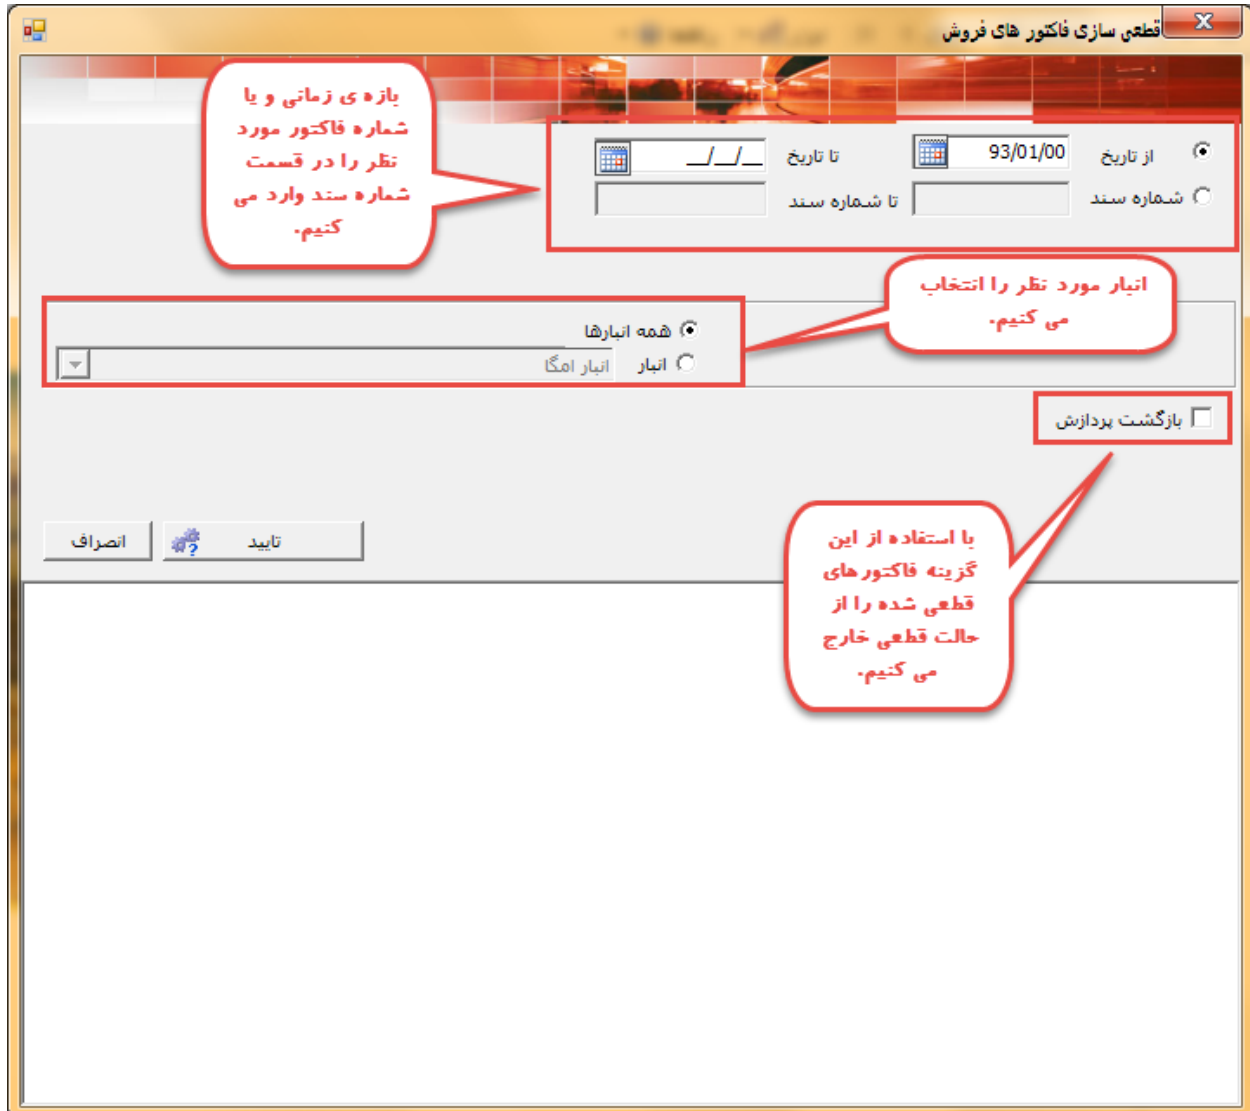 قطعی سازی فاکتور های فروش
بازه ی زمانی و یا
شماره فاکتور مورد
نظر را در قسمت
شماره سند وارد می
کنیم.
از تاریخ 93/01/00 تا تاریخ __/__/__
شماره سند تا شماره سند
انبار مورد نظر را انتخاب
می کنیم.
همه انبارها
انبار انبار امگا
بازگشت پردازش
با استفاده از این
گزینه فاکتورهای
قطعی شده را از
حالت قطعی خارج
می کنیم.
تایید انصراف